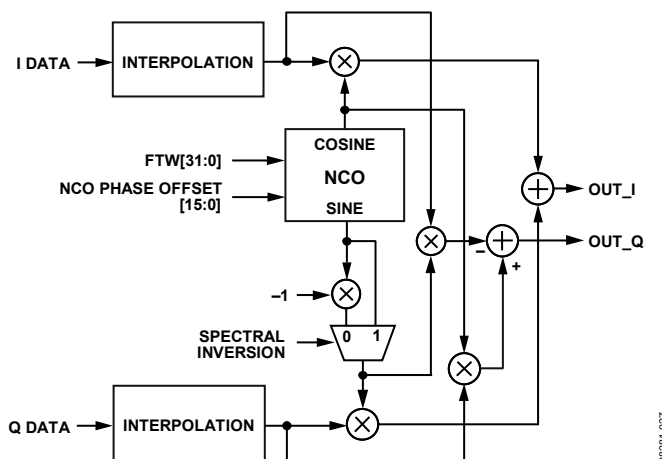 I DATA
INTERPOLATION
COSINE
FTW[31:0]
NCO
NCO PHASE OFFSET
[15:0]
SINE
OUT_I
OUT_Q
–
+
–1
0 1
SPECTRAL
INVERSION
Q DATA
INTERPOLATION